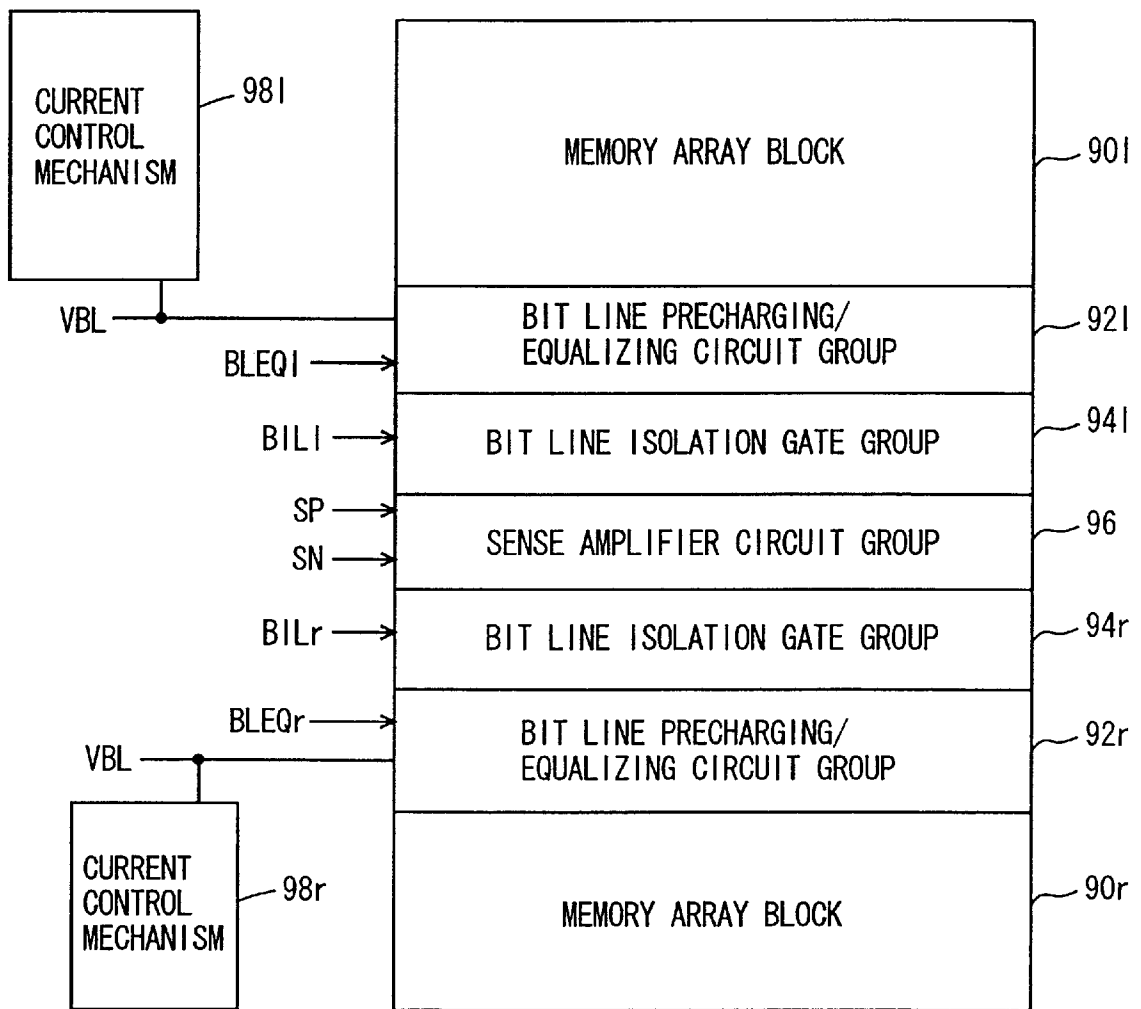 CURRENT
CONTROL
MECHANISM
98l
MEMORY ARRAY BLOCK
90l
VBL
BIT LINE PRECHARGING/
EQUALIZING CIRCUIT GROUP
92l
BLEQl
BILl
BIT LINE ISOLATION GATE GROUP
94l
SP
SN
SENSE AMPLIFIER CIRCUIT GROUP
96
BILr
BIT LINE ISOLATION GATE GROUP
94r
BLEQr
VBL
BIT LINE PRECHARGING/
EQUALIZING CIRCUIT GROUP
92r
CURRENT
CONTROL
MECHANISM
98r
MEMORY ARRAY BLOCK
90r